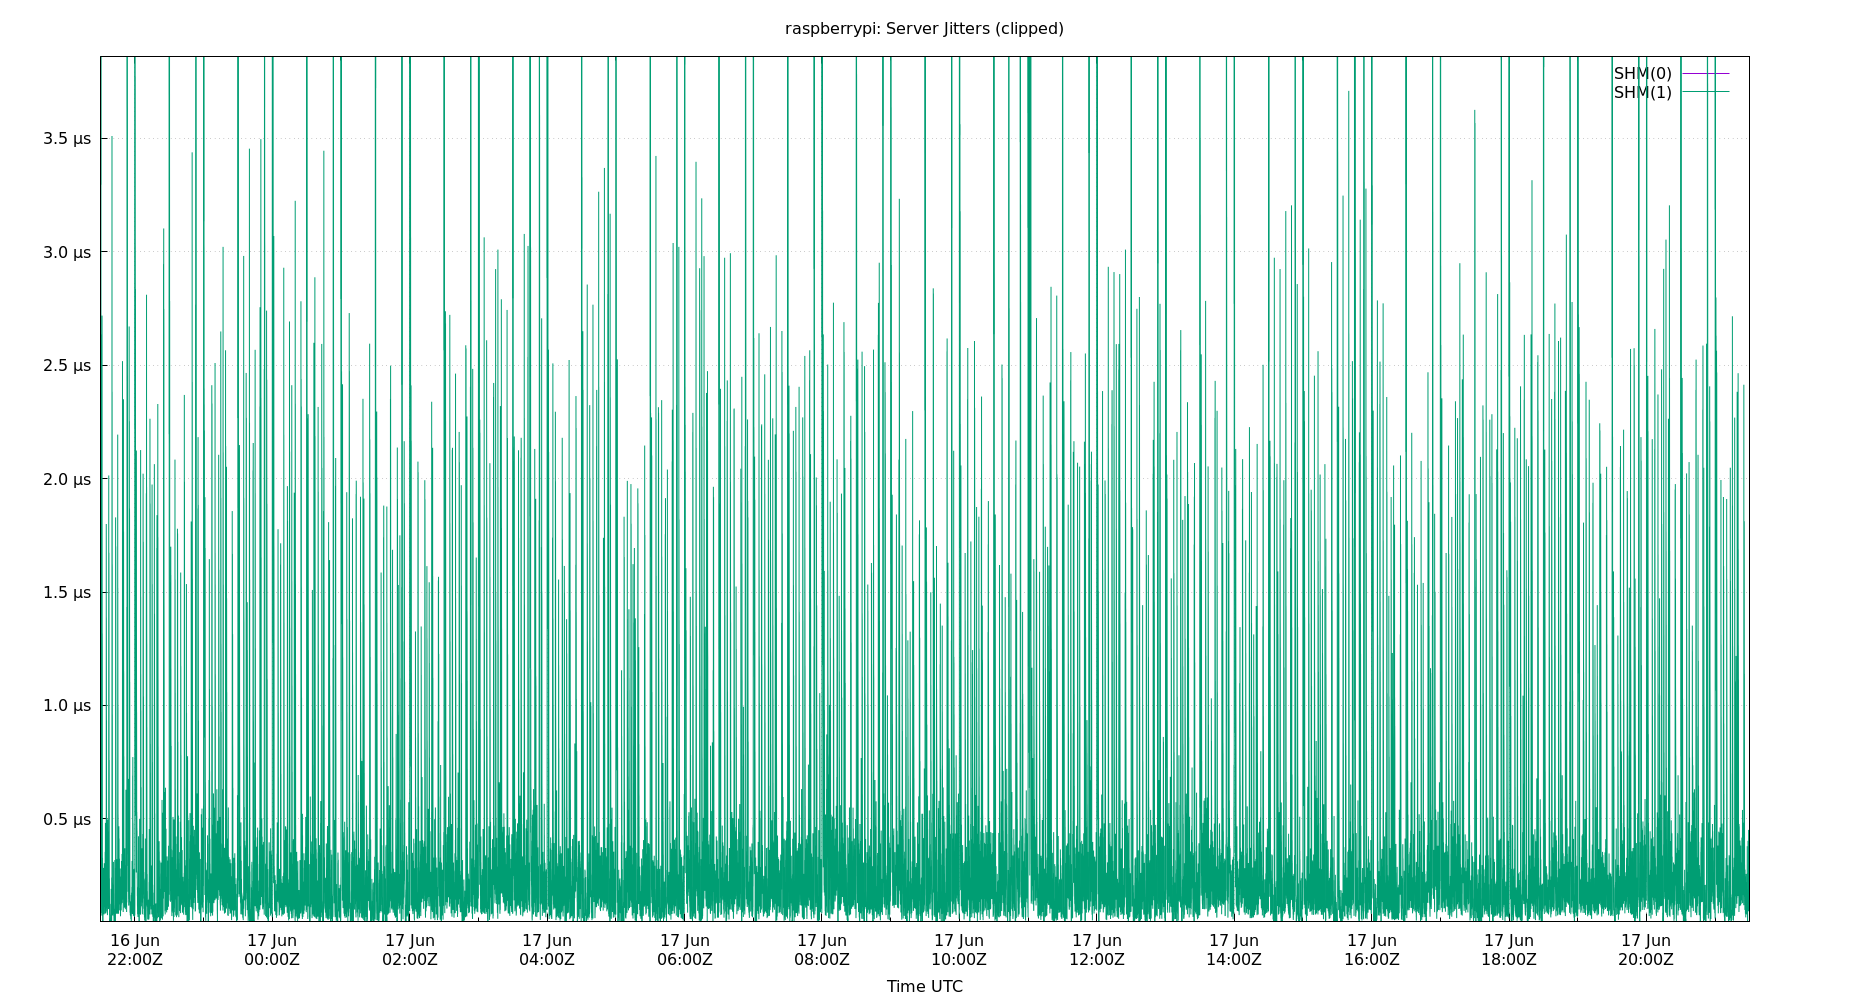 raspberrypi: Server Jitters (clipped)
SHM(0)
SHM(1)
3.5 µs
3.0 µs
2.5 µs
2.0 µs
1.5 µs
1.0 µs
0.5 µs
16 Jun 17 Jun 17 Jun 17 Jun 17 Jun 17 Jun 17 Jun 17 Jun 17 Jun 17 Jun 17 Jun 17 Jun
22:00Z 00:00Z 02:00Z 04:00Z 06:00Z 08:00Z 10:00Z 12:00Z 14:00Z 16:00Z 18:00Z 20:00Z
Time UTC